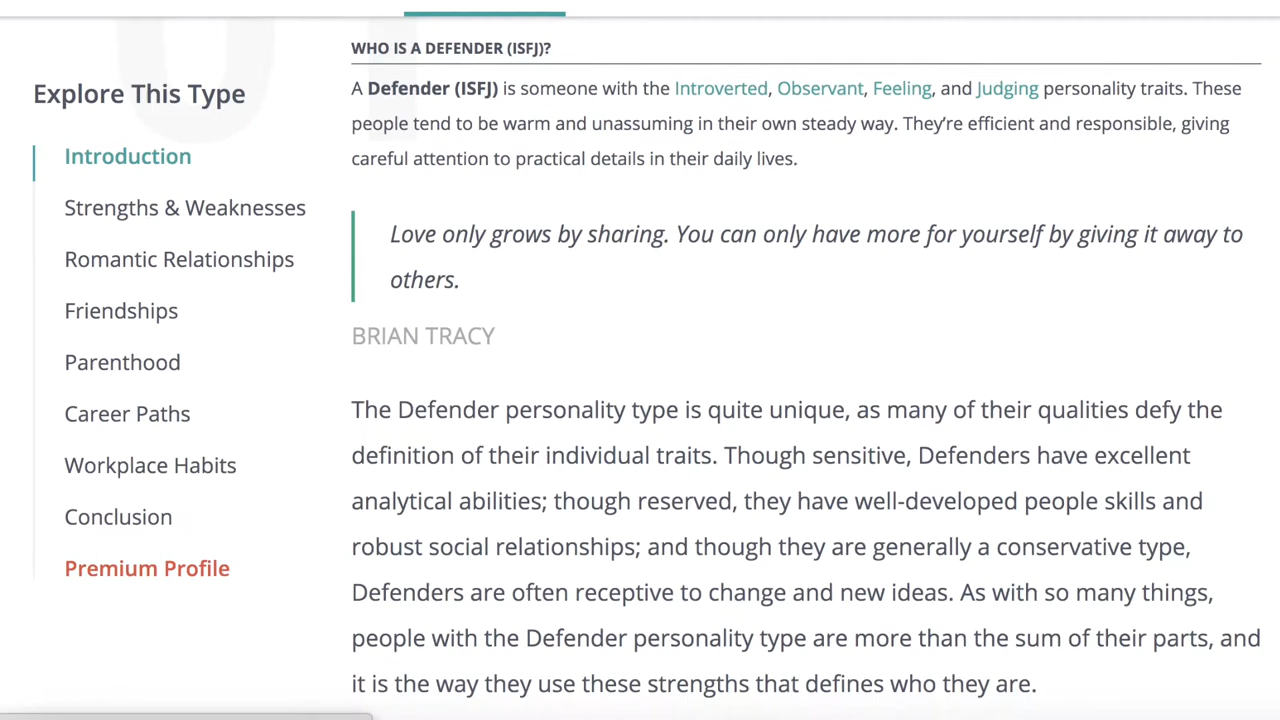 Explore This Type
Introduction
Strengths & Weaknesses
Romantic Relationships
Friendships
Parenthood
Career Paths
Workplace Habits
Conclusion
Premium Profile
WHO IS A DEFENDER (ISFJ)?
A Defender (ISFJ) is someone with the Introverted, Observant, Feeling, and Judging personality traits. These
people tend to be warm and unassuming in their own steady way. They’re efficient and responsible, giving
careful attention to practical details in their daily lives.
Love only grows by sharing. You can only have more for yourself by giving it away to
others.
BRIAN TRACY
The Defender personality type is quite unique, as many of their qualities defy the
definition of their individual traits. Though sensitive, Defenders have excellent
analytical abilities; though reserved, they have well-developed people skills and
robust social relationships; and though they are generally a conservative type,
Defenders are often receptive to change and new ideas. As with so many things,
people with the Defender personality type are more than the sum of their parts, and
it is the way they use these strengths that defines who they are.